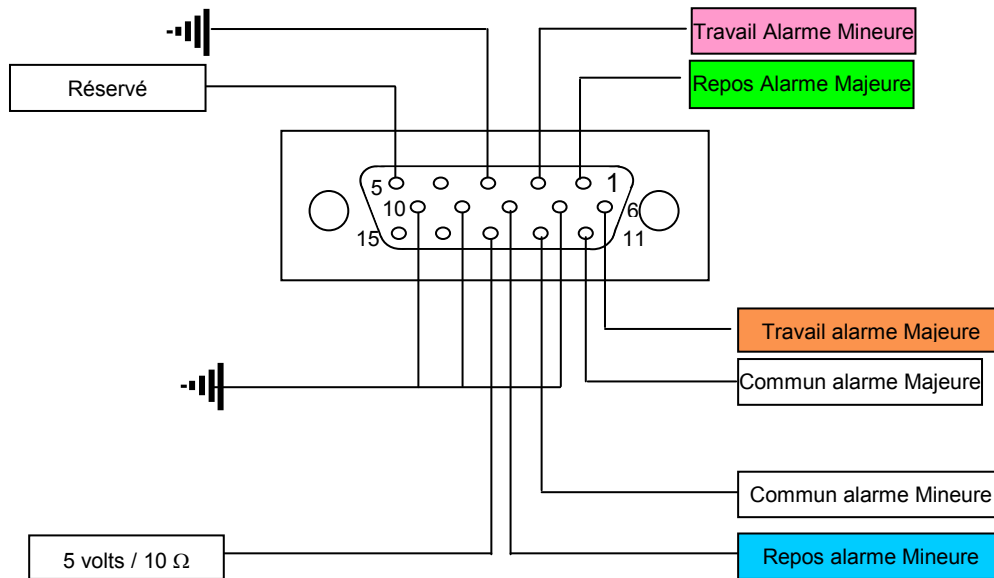 Travail Alarme Mineure
Réservé
Repos Alarme Majeure
5 1
10 6
15 11
Travail alarme Majeure
Commun alarme Majeure
Commun alarme Mineure
5 volts / 10 Ω
Repos alarme Mineure